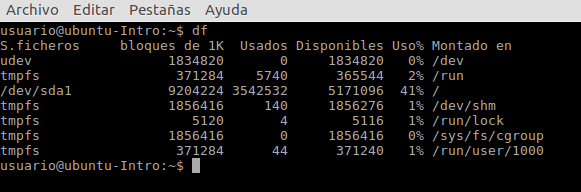 Archivo Editar Pestañas Ayuda
usuario@ubuntu-Intro:~$ df
S.ficheros bloques de 1K Usados Disponibles Uso% Montado en
udev 1834820 0 1834820 0% /dev
tmpfs 371284 5740 365544 2% /run
/dev/sda1 9204224 3542532 5171096 41% /
tmpfs 1856416 140 1856276 1% /dev/shm
tmpfs 5120 4 5116 1% /run/lock
tmpfs 1856416 0 1856416 0% /sys/fs/cgroup
tmpfs 371284 44 371240 1% /run/user/1000
usuario@ubuntu-Intro:~$